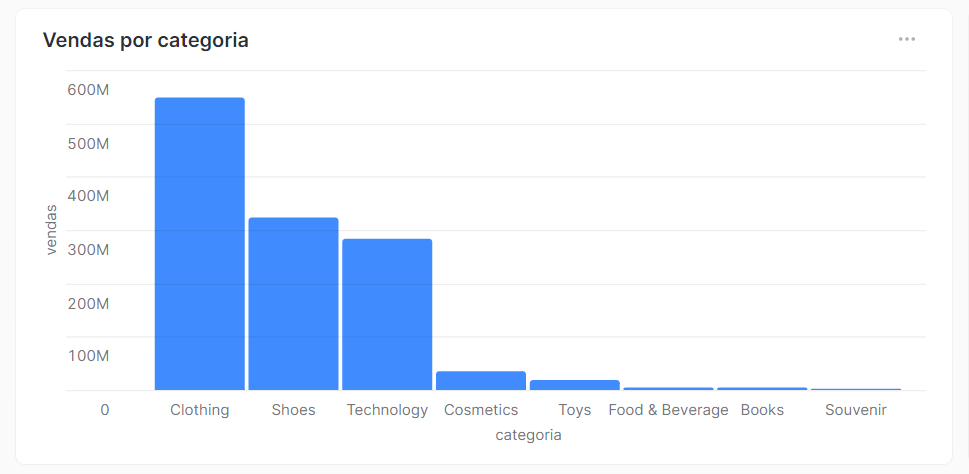 Vendas por categoria
600M
500M
400M
300M
200M
100M
0
vendas
Clothing Shoes Technology Cosmetics Toys Food & Beverage Books Souvenir
categoria